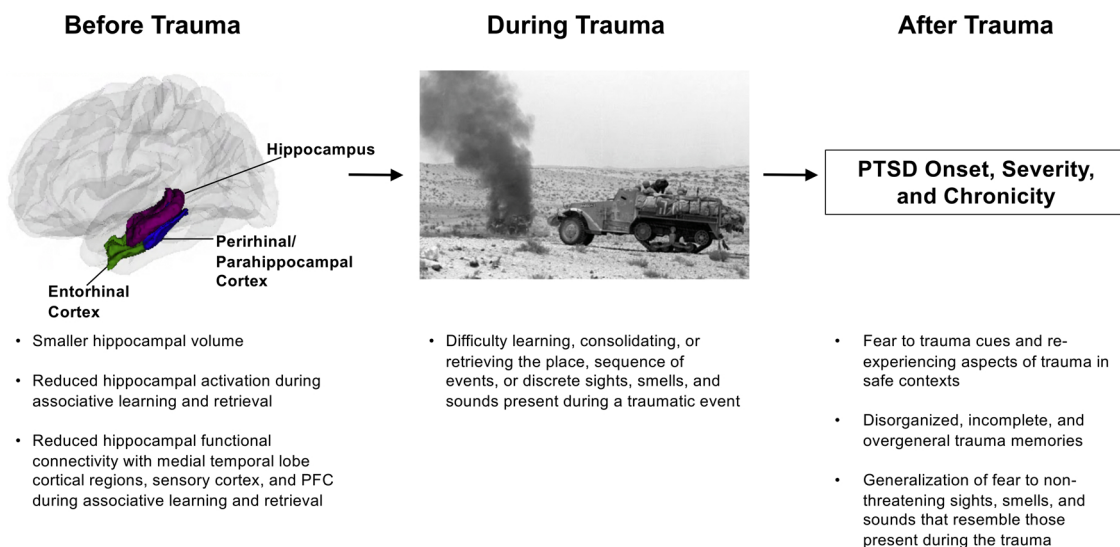 Before Trauma
During Trauma
After Trauma
Hippocampus
Perirhinal/
Parahippocampal
Cortex
Entorhinal
Cortex
PTSD Onset, Severity,
and Chronicity
• Smaller hippocampal volume
• Reduced hippocampal activation during
associative learning and retrieval
• Reduced hippocampal functional
connectivity with medial temporal lobe
cortical regions, sensory cortex, and PFC
during associative learning and retrieval
• Difficulty learning, consolidating, or
retrieving the place, sequence of
events, or discrete sights, smells, and
sounds present during a traumatic event
• Fear to trauma cues and re-
experiencing aspects of trauma in
safe contexts
• Disorganized, incomplete, and
overgeneral trauma memories
• Generalization of fear to non-
threatening sights, smells, and
sounds that resemble those
present during the trauma